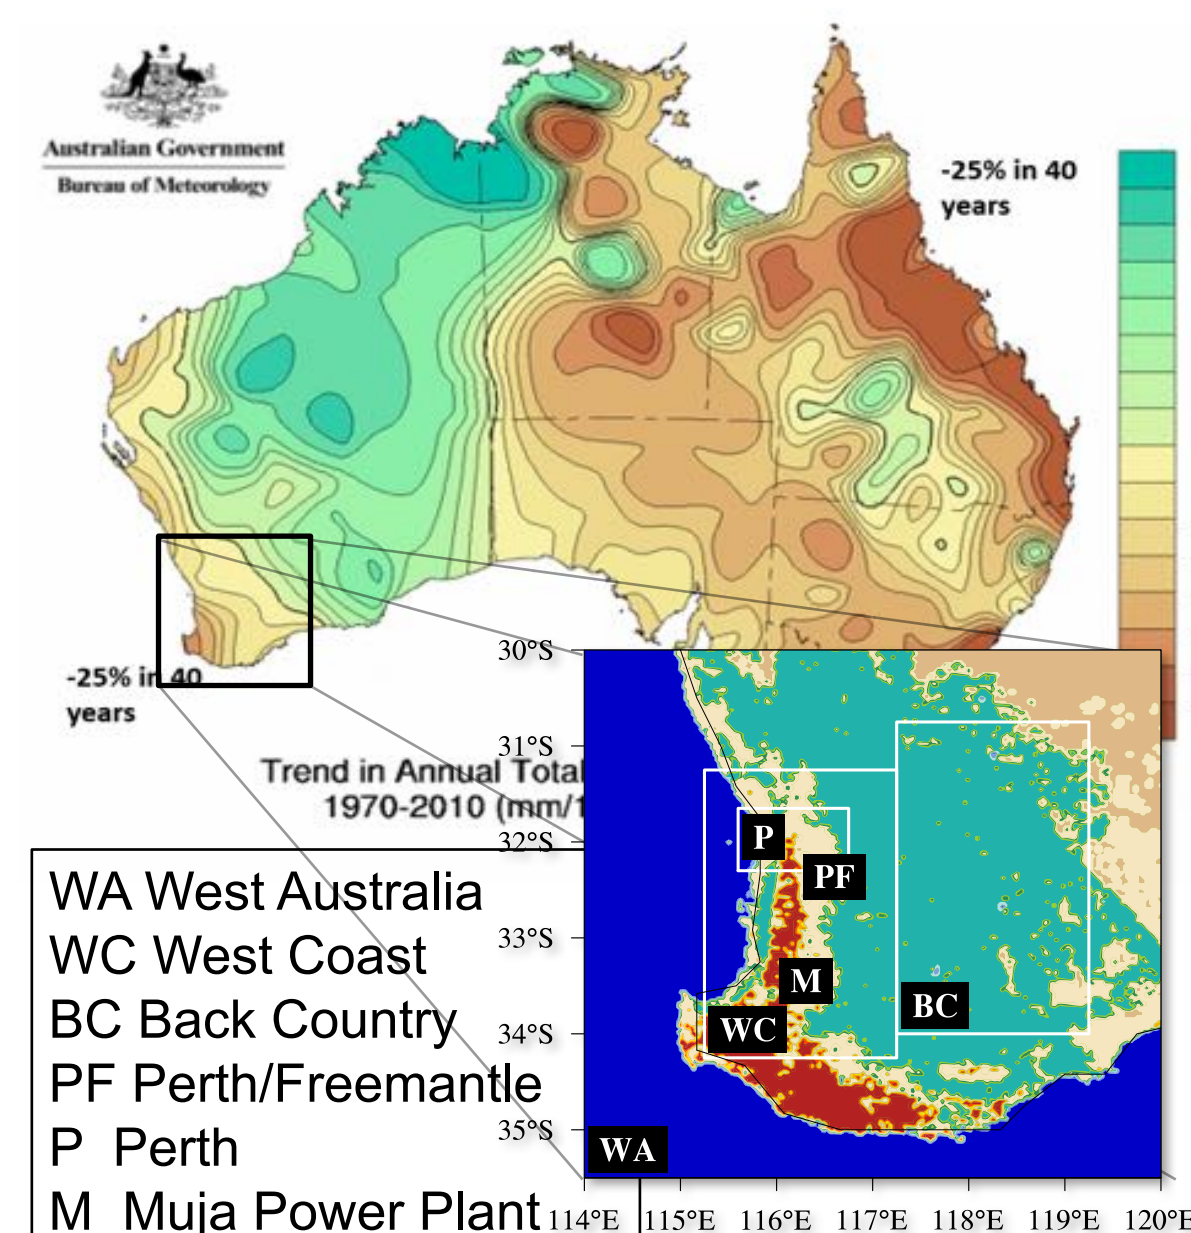 Australian Government
Bureau of Meteorology
-25% in 40
years
-25% in 40
years
Trend in Annual Total
1970-2010 (mm/1
WA West Australia
WC West Coast
BC Back Country
PF Perth/Freemantle
P Perth
M Muja Power Plant
30°S
31°S
32°S
33°S
34°S
35°S
P
PF
M
WC
BC
WA
114°E 115°E 116°E 117°E 118°E 119°E 120°E